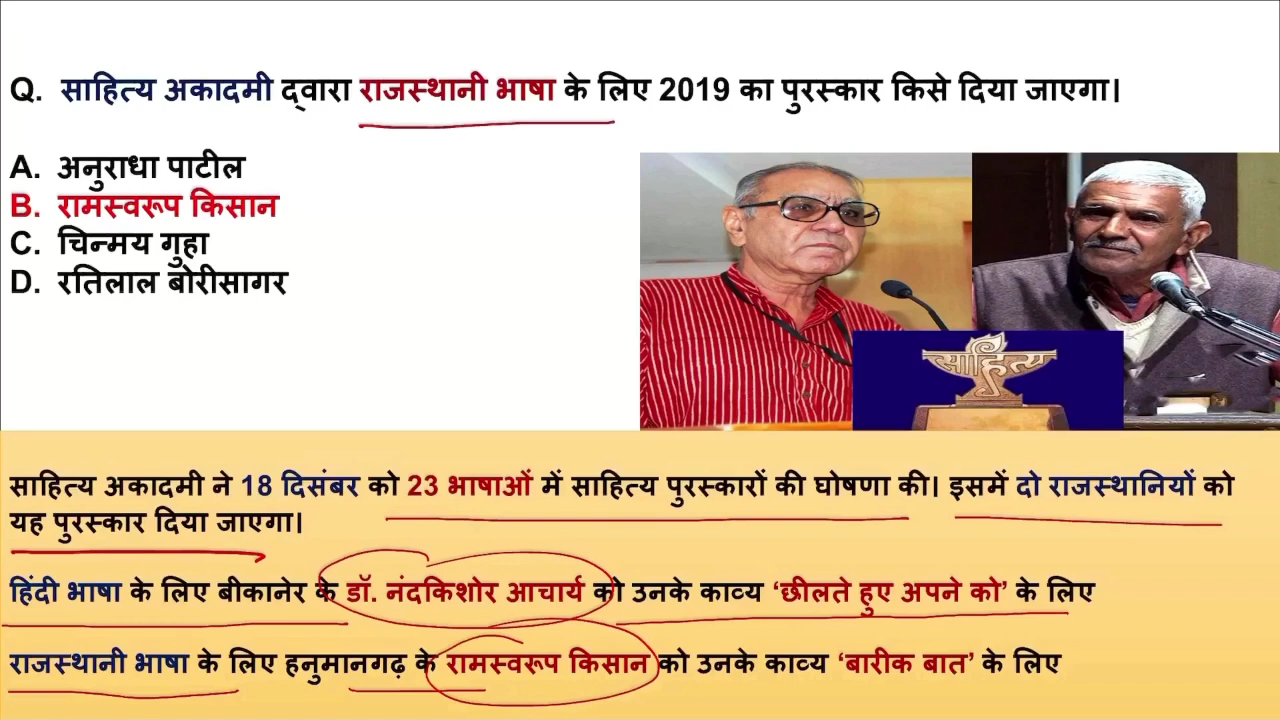 Q. साहित्य अकादमी द्वारा राजस्थानी भाषा के लिए 2019 का पुरस्कार किसे दिया जाएगा।
A. अनुराधा पाटील
B. रामस्वरूप किसान
C. चिन्मय गुहा
D. रतिलाल बोरीसागर
साहित्य
साहित्य अकादमी ने 18 दिसंबर को 23 भाषाओं में साहित्य पुरस्कारों की घोषणा की। इसमें दो राजस्थानियों को
यह पुरस्कार दिया जाएगा।
हिंदी भाषा के लिए बीकानेर के डॉ. नंदकिशोर आचार्य को उनके काव्य ‘छीलते हुए अपने को’ के लिए
राजस्थानी भाषा के लिए हनुमानगढ़ के रामस्वरूप किसान को उनके काव्य ‘बारीक बात’ के लिए